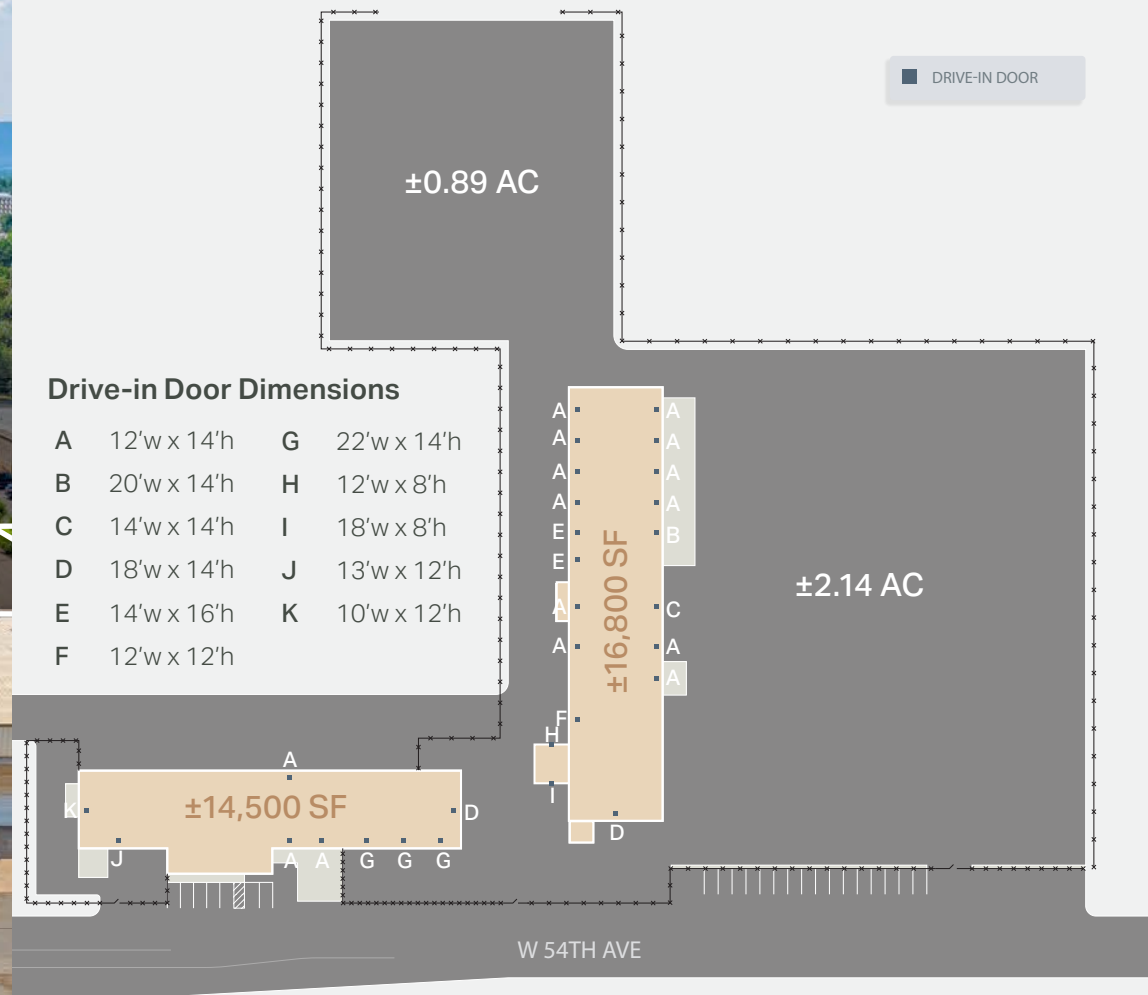 DRIVE-IN DOOR
±0.89 AC
Drive-in Door Dimensions
A 12'w x 14'h G 22'w x 14'h
B 20'w x 14'h H 12'w x 8'h
C 14'w x 14'h I 18'w x 8'h
D 18'w x 14'h J 13'w x 12'h
E 14'w x 16'h K 10'w x 12'h
F 12'w x 12'h
A A
A A
A A
A A
E B
E
±16,800 SF
±2.14 AC
A C
A A
A
F
H
I
D
A
K ±14,500 SF D
J A A G G G
W 54TH AVE